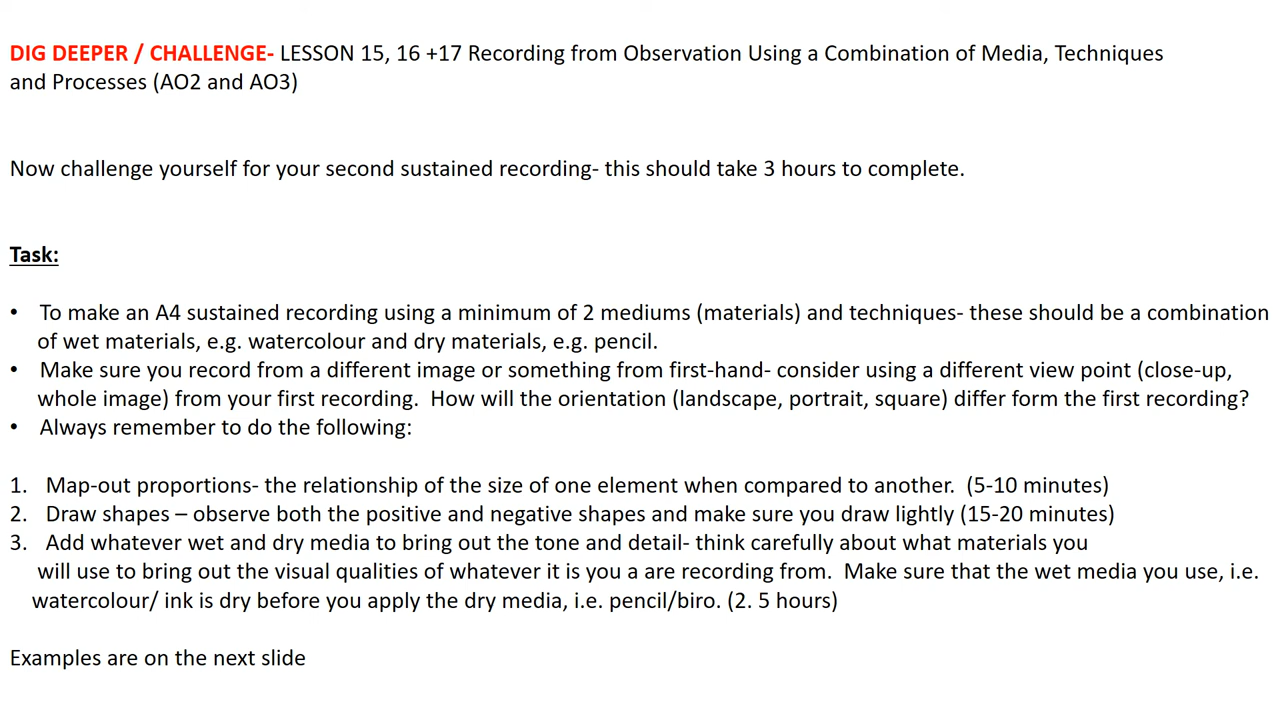 DIG DEEPER / CHALLENGE- LESSON 15, 16 +17 Recording from Observation Using a Combination of Media, Techniques
and Processes (AO2 and AO3)
Now challenge yourself for your second sustained recording- this should take 3 hours to complete.
Task:
• To make an A4 sustained recording using a minimum of 2 mediums (materials) and techniques- these should be a combination
of wet materials, e.g. watercolour and dry materials, e.g. pencil.
• Make sure you record from a different image or something from first-hand- consider using a different view point (close-up,
whole image) from your first recording.  How will the orientation (landscape, portrait, square) differ form the first recording?
• Always remember to do the following:
1. Map-out proportions- the relationship of the size of one element when compared to another.  (5-10 minutes)
2. Draw shapes – observe both the positive and negative shapes and make sure you draw lightly (15-20 minutes)
3. Add whatever wet and dry media to bring out the tone and detail- think carefully about what materials you
will use to bring out the visual qualities of whatever it is you a are recording from.  Make sure that the wet media you use, i.e.
watercolour/ ink is dry before you apply the dry media, i.e. pencil/biro. (2. 5 hours)
Examples are on the next slide